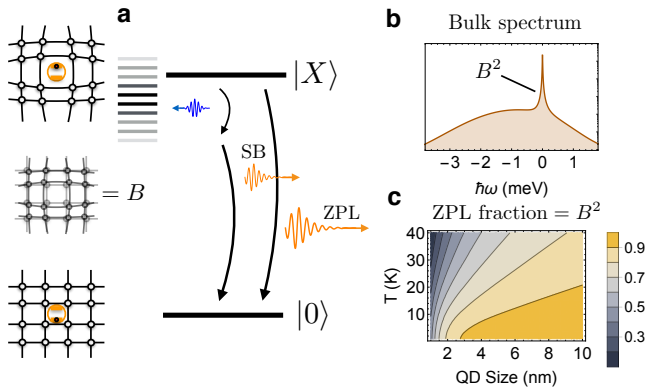 a
|X⟩
SB
= B
ZPL
|0⟩
b
Bulk spectrum
B²
-3 -2 -1 0 1
ħω (meV)
c
ZPL fraction = B²
40
30
20
10
T (K)
2 4 6 8 10
QD Size (nm)
0.9
0.7
0.5
0.3